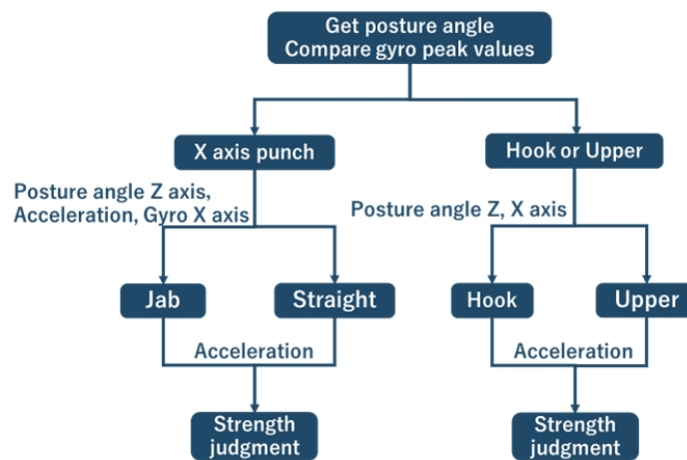 Get posture angle
Compare gyro peak values
X axis punch
Hook or Upper
Posture angle Z axis,
Acceleration, Gyro X axis
Posture angle Z, X axis
Jab
Straight
Hook
Upper
Acceleration
Acceleration
Strength
judgment
Strength
judgment